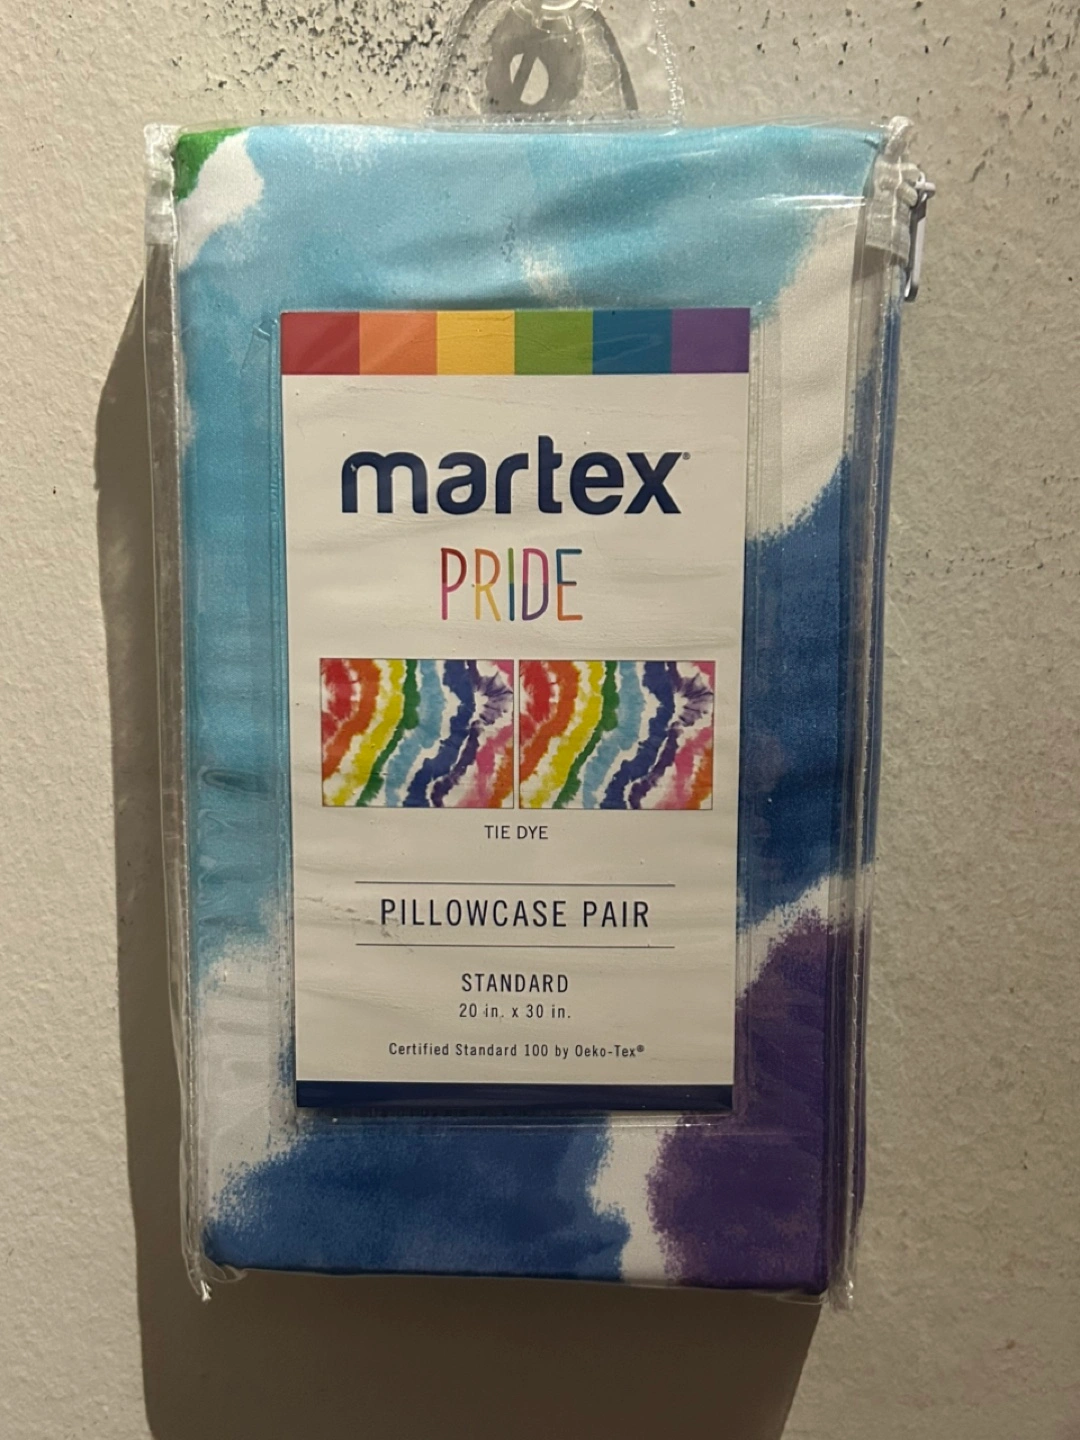 martex®
PRIDE
TIE DYE
PILLOWCASE PAIR
STANDARD
20 in. x 30 in.
Certified Standard 100 by Oeko-Tex®